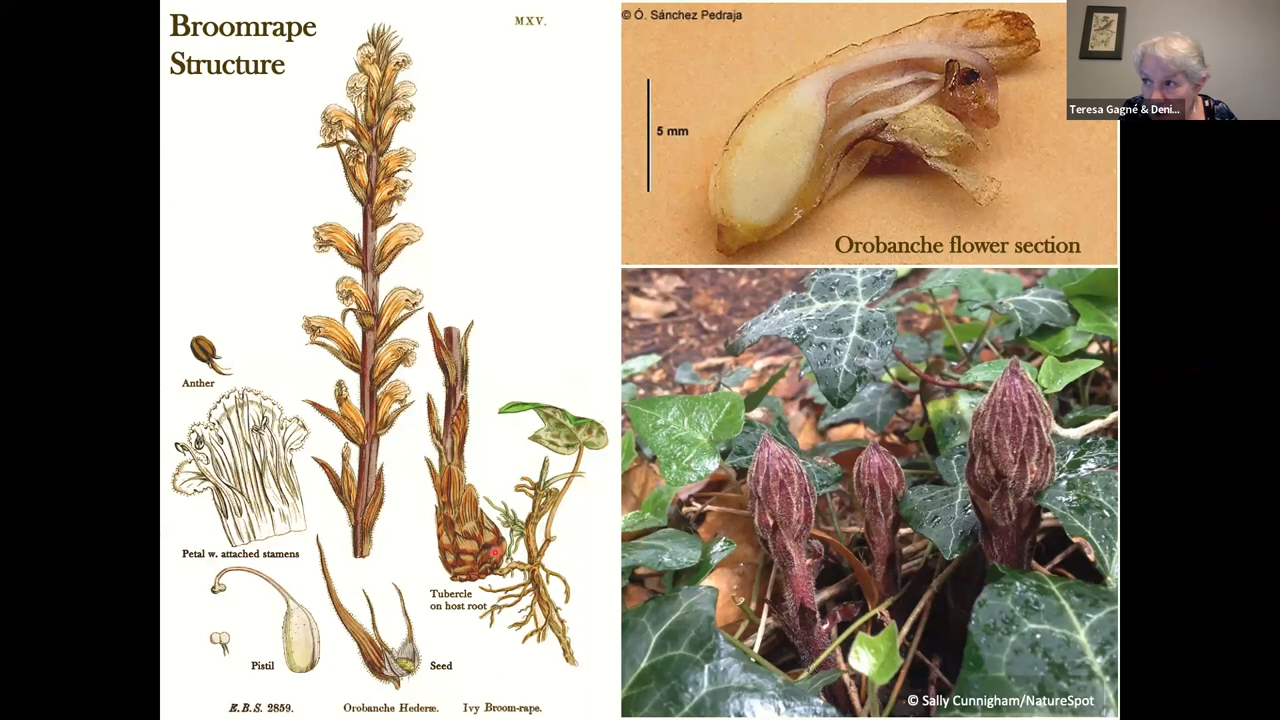 Broomrape
Structure
MXV.
Anther
Petal w. attached stamens
Pistil
Tubercle
on host root
Seed
E.B.S. 2859.
Orobanche Hederæ.
Ivy Broom-rape.
© Ó. Sánchez Pedraja
5 mm
Orobanche flower section
© Sally Cunnigham/NatureSpot
Teresa Gagné & Deni...